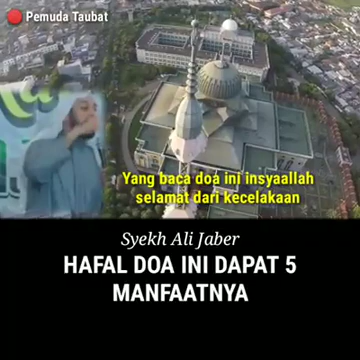 Pemuda Taubat
Yang baca doa ini insyaallah
selamat dari kecelakaan
Syekh Ali Jaber
HAFAL DOA INI DAPAT 5
MANFAATNYA